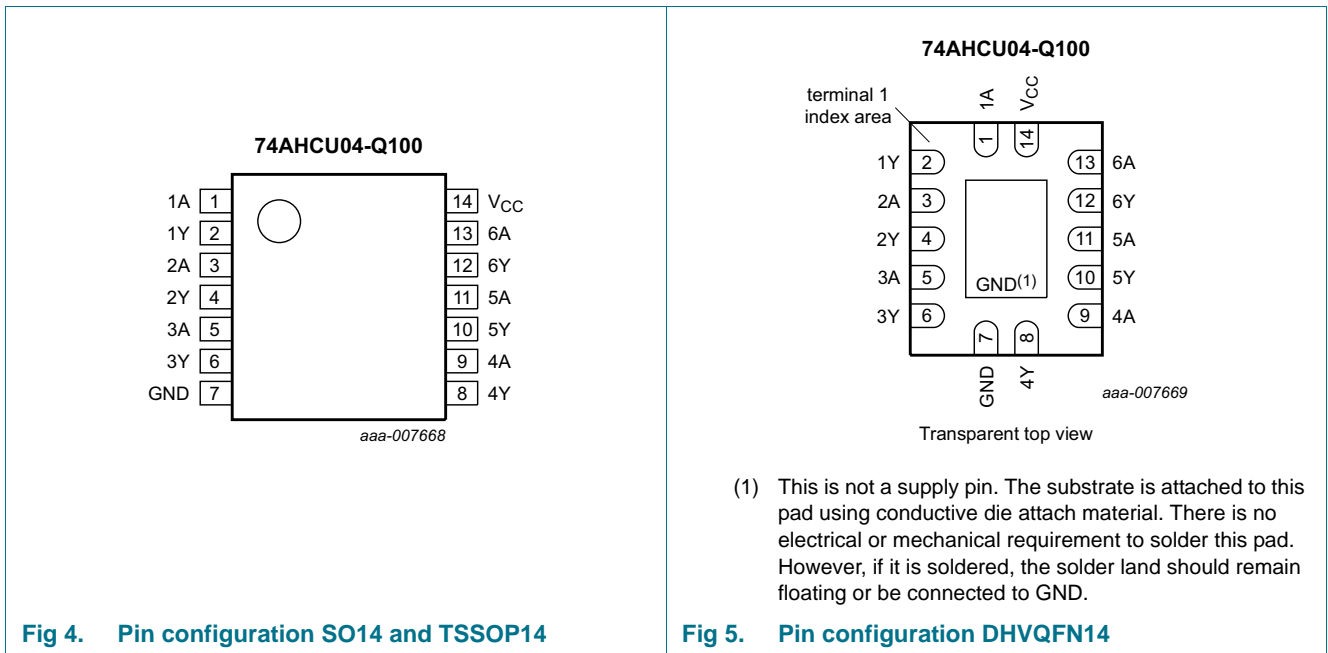 74AHCU04-Q100
1A 1
1Y 2
2A 3
2Y 4
3A 5
3Y 6
GND 7
14 VCC
13 6A
12 6Y
11 5A
10 5Y
9 4A
8 4Y
aaa-007668
Fig 4. Pin configuration SO14 and TSSOP14
74AHCU04-Q100
terminal 1
index area
1A
VCC
1
14
1Y 2
2A 3
2Y 4
3A 5
3Y 6
13 6A
12 6Y
11 5A
10 5Y
9 4A
GND(1)
7
8
GND
4Y
aaa-007669
Transparent top view
(1) This is not a supply pin. The substrate is attached to this
pad using conductive die attach material. There is no
electrical or mechanical requirement to solder this pad.
However, if it is soldered, the solder land should remain
floating or be connected to GND.
Fig 5. Pin configuration DHVQFN14